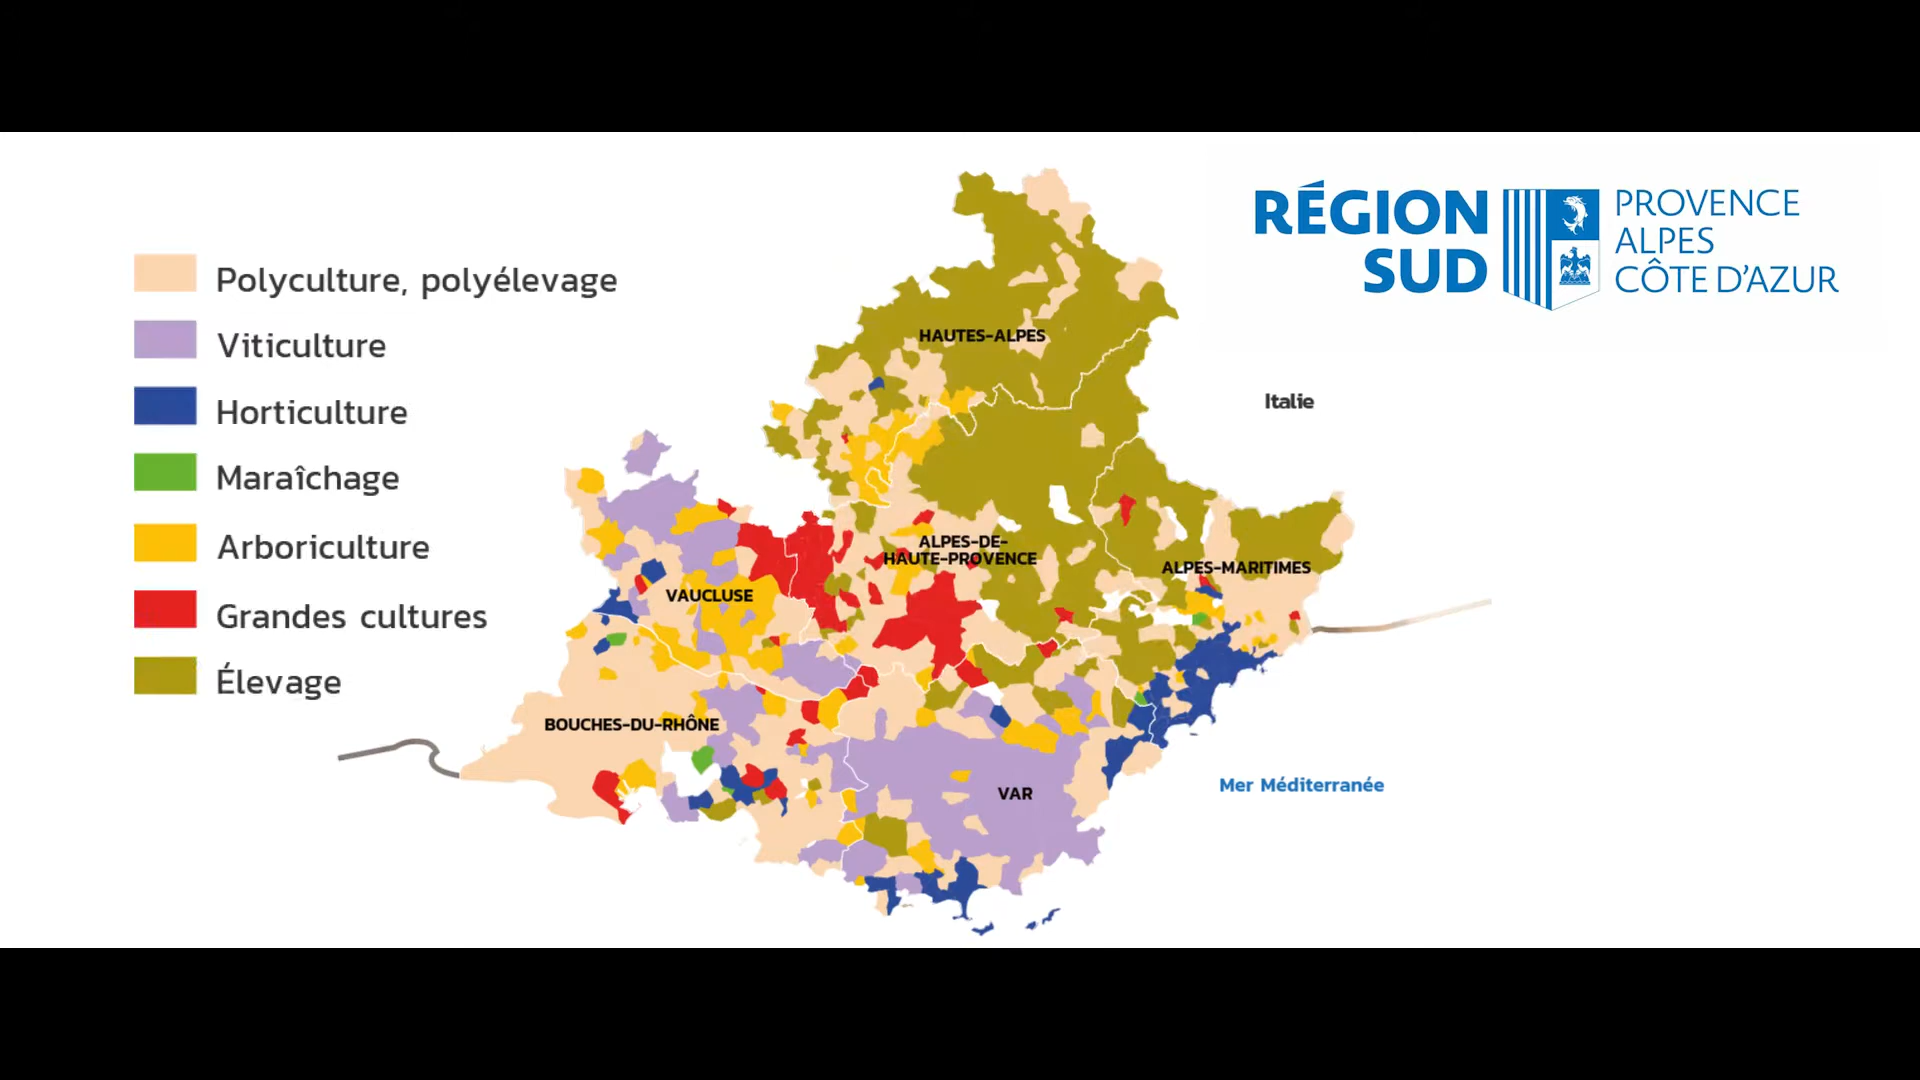 RÉGION
SUD
PROVENCE
ALPES
CÔTE D'AZUR
Polyculture, polyélevage
Viticulture
Horticulture
Maraîchage
Arboriculture
Grandes cultures
Élevage
HAUTES-ALPES
Italie
ALPES-DE-
HAUTE-PROVENCE
ALPES-MARITIMES
VAUCLUSE
BOUCHES-DU-RHÔNE
VAR
Mer Méditerranée